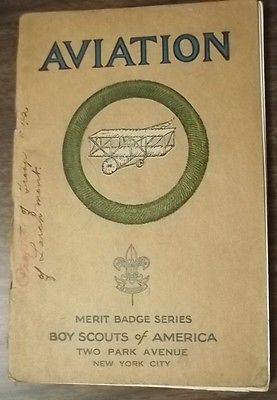 AVIATION
MERIT BADGE SERIES
BOY SCOUTS of AMERICA
TWO PARK AVENUE
NEW YORK CITY